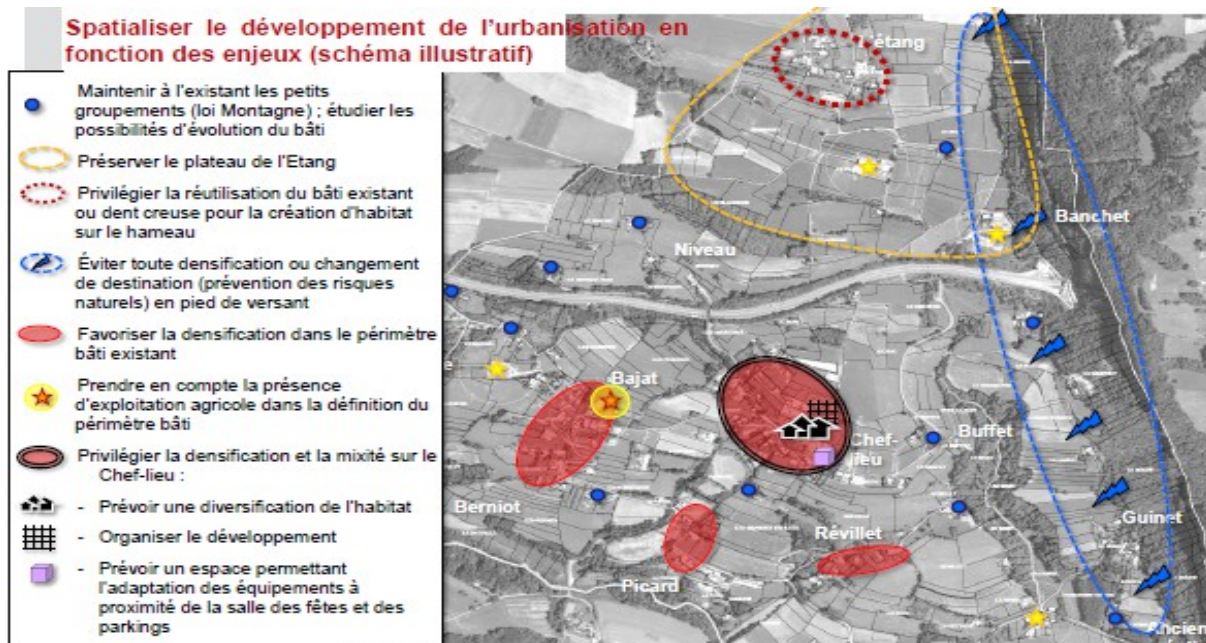 Spatialiser le développement de l'urbanisation en
fonction des enjeux (schéma illustratif)
Maintenir à l'existant les petits
groupements (loi Montagne) ; étudier les
possibilités d'évolution du bâti
Préserver le plateau de l'Etang
Privilégier la réutilisation du bâti existant
ou dent creuse pour la création d'habitat
sur le hameau
Éviter toute densification ou changement
de destination (prévention des risques
naturels) en pied de versant
Favoriser la densification dans le périmètre
bâti existant
Prendre en compte la présence
d'exploitation agricole dans la définition du
périmètre bâti
Privilégier la densification et la mixité sur le
Chef-lieu :
- Prévoir une diversification de l'habitat
- Organiser le développement
- Prévoir un espace permettant
l'adaptation des équipements à
proximité de la salle des fêtes et des
parkings
étang
Banchet
Niveau
Bajat
Buffet
Chef-
lieu
Berniot
Guinet
Révillet
Picard
Ancien